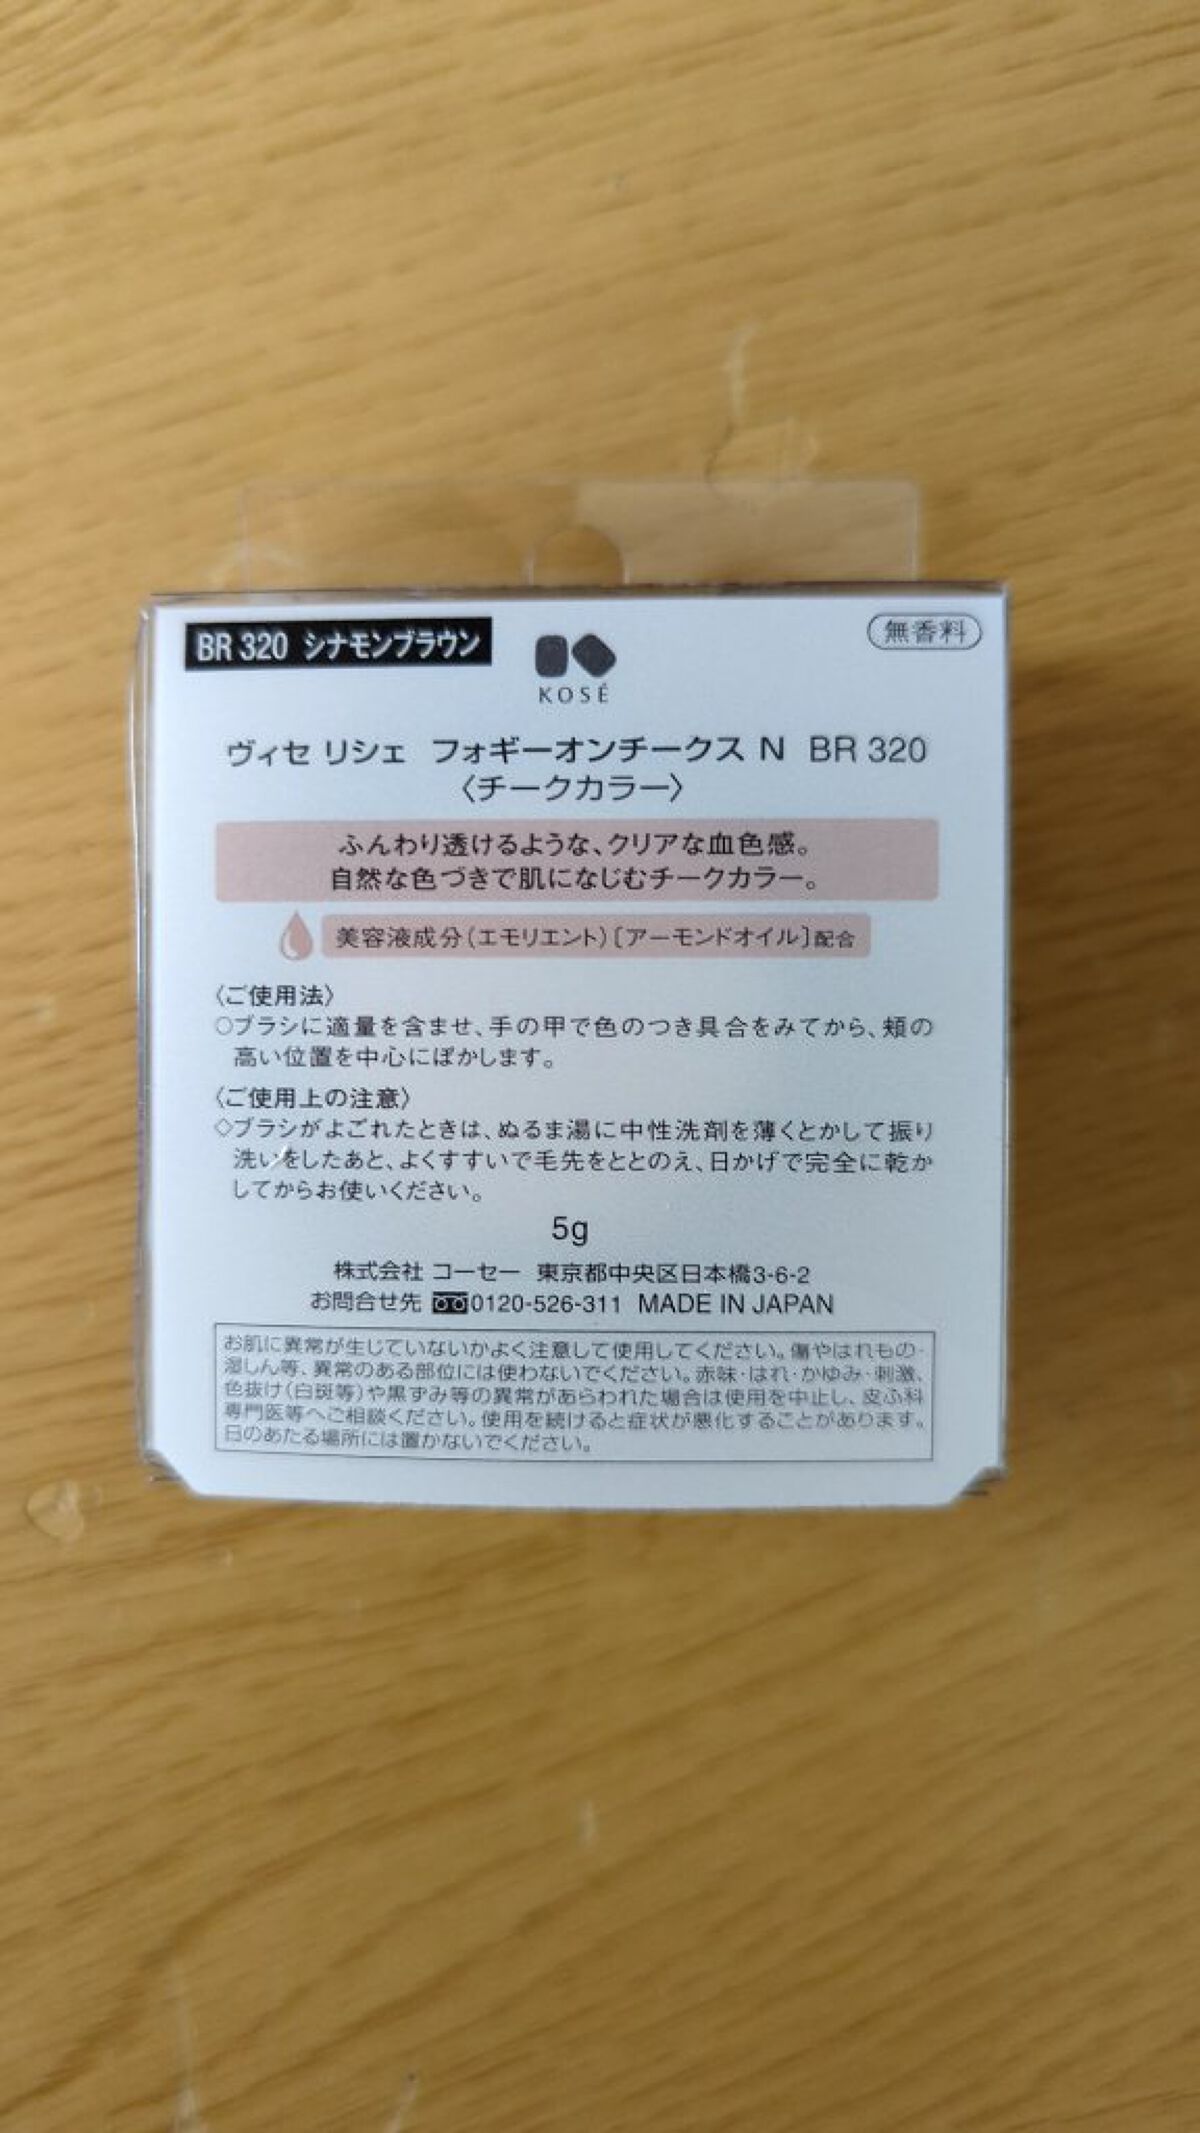 BR 320 シナモンブラウン
KOSÉ
無香料
ヴィセ リシェ フォギーオンチークス N BR 320
〈チークカラー〉
ふんわり透けるような、クリアな血色感。
自然な色づきで肌になじむチークカラー。
美容液成分(エモリエント)〔アーモンドオイル〕配合
〈ご使用法〉
○ブラシに適量を含ませ、手の甲で色のつき具合をみてから、頬の
高い位置を中心にぼかします。
〈ご使用上の注意〉
◇ブラシがよごれたときは、ぬるま湯に中性洗剤を薄くとかして振り
洗いをしたあと、よくすすいで毛先をととのえ、日かげで完全に乾か
してからお使いください。
5g
株式会社 コーセー 東京都中央区日本橋3-6-2
お問合せ先 0120-526-311 MADE IN JAPAN
お肌に異常が生じていないかよく注意して使用してください。傷やはれもの・
湿しん等、異常のある部位には使わないでください。赤味・はれ・かゆみ・刺激、
色抜け(白斑等)や黒ずみ等の異常があらわれた場合は使用を中止し、皮ふ科
専門医等へご相談ください。使用を続けると症状が悪化することがあります。
日のあたる場所には置かないでください。